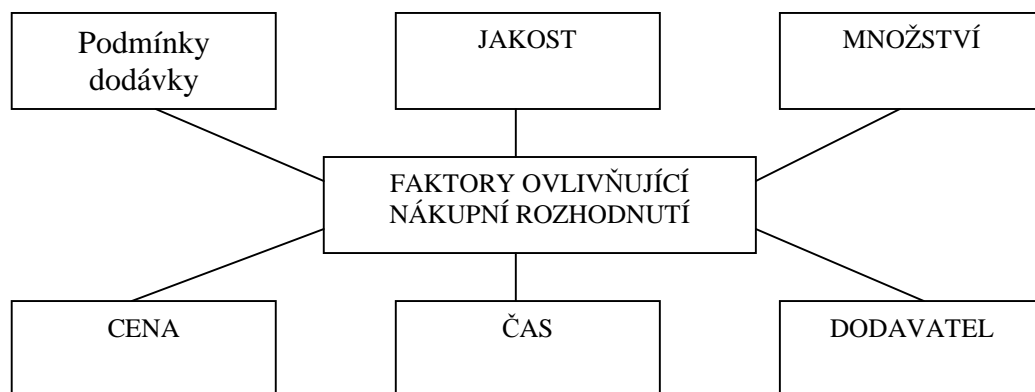 Podmínky
dodávky
JAKOST
MNOŽSTVÍ
FAKTORY OVLIVŇUJÍCÍ
NÁKUPNÍ ROZHODNUTÍ
CENA
ČAS
DODAVATEL